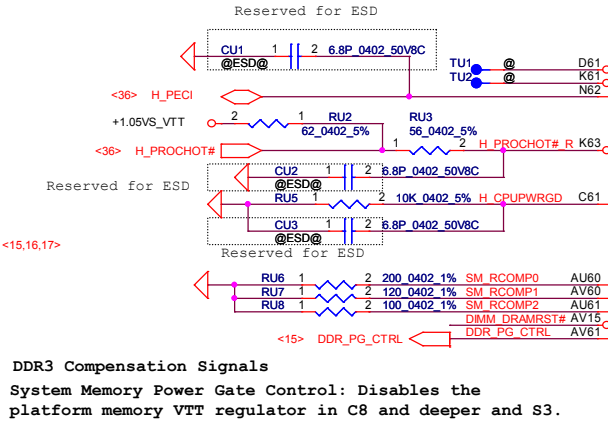 Reserved for ESD
CU1 1 2 6.8P_0402_50V8C
@ESD@
TU1 @ D61
TU2 @ K61
N62
<36> H_PECI
+1.05VS_VTT 2 1 RU2 RU3
62_0402_5% 56_0402_5%
<36> H_PROCHOT# 1 2 H_PROCHOT#_R K63
CU2 1 2 6.8P_0402_50V8C
@ESD@
Reserved for ESD
RU5 1 2 10K_0402_5% H_CPUPWRGD C61
CU3 1 2 6.8P_0402_50V8C
@ESD@
<15,16,17>
Reserved for ESD
RU6 1 2 200_0402_1% SM_RCOMP0 AU60
RU7 1 2 120_0402_1% SM_RCOMP1 AV60
RU8 1 2 100_0402_1% SM_RCOMP2 AU61
DIMM_DRAMRST# AV15
<15> DDR_PG_CTRL DDR_PG_CTRL AV61
DDR3 Compensation Signals
System Memory Power Gate Control: Disables the
platform memory VTT regulator in C8 and deeper and S3.